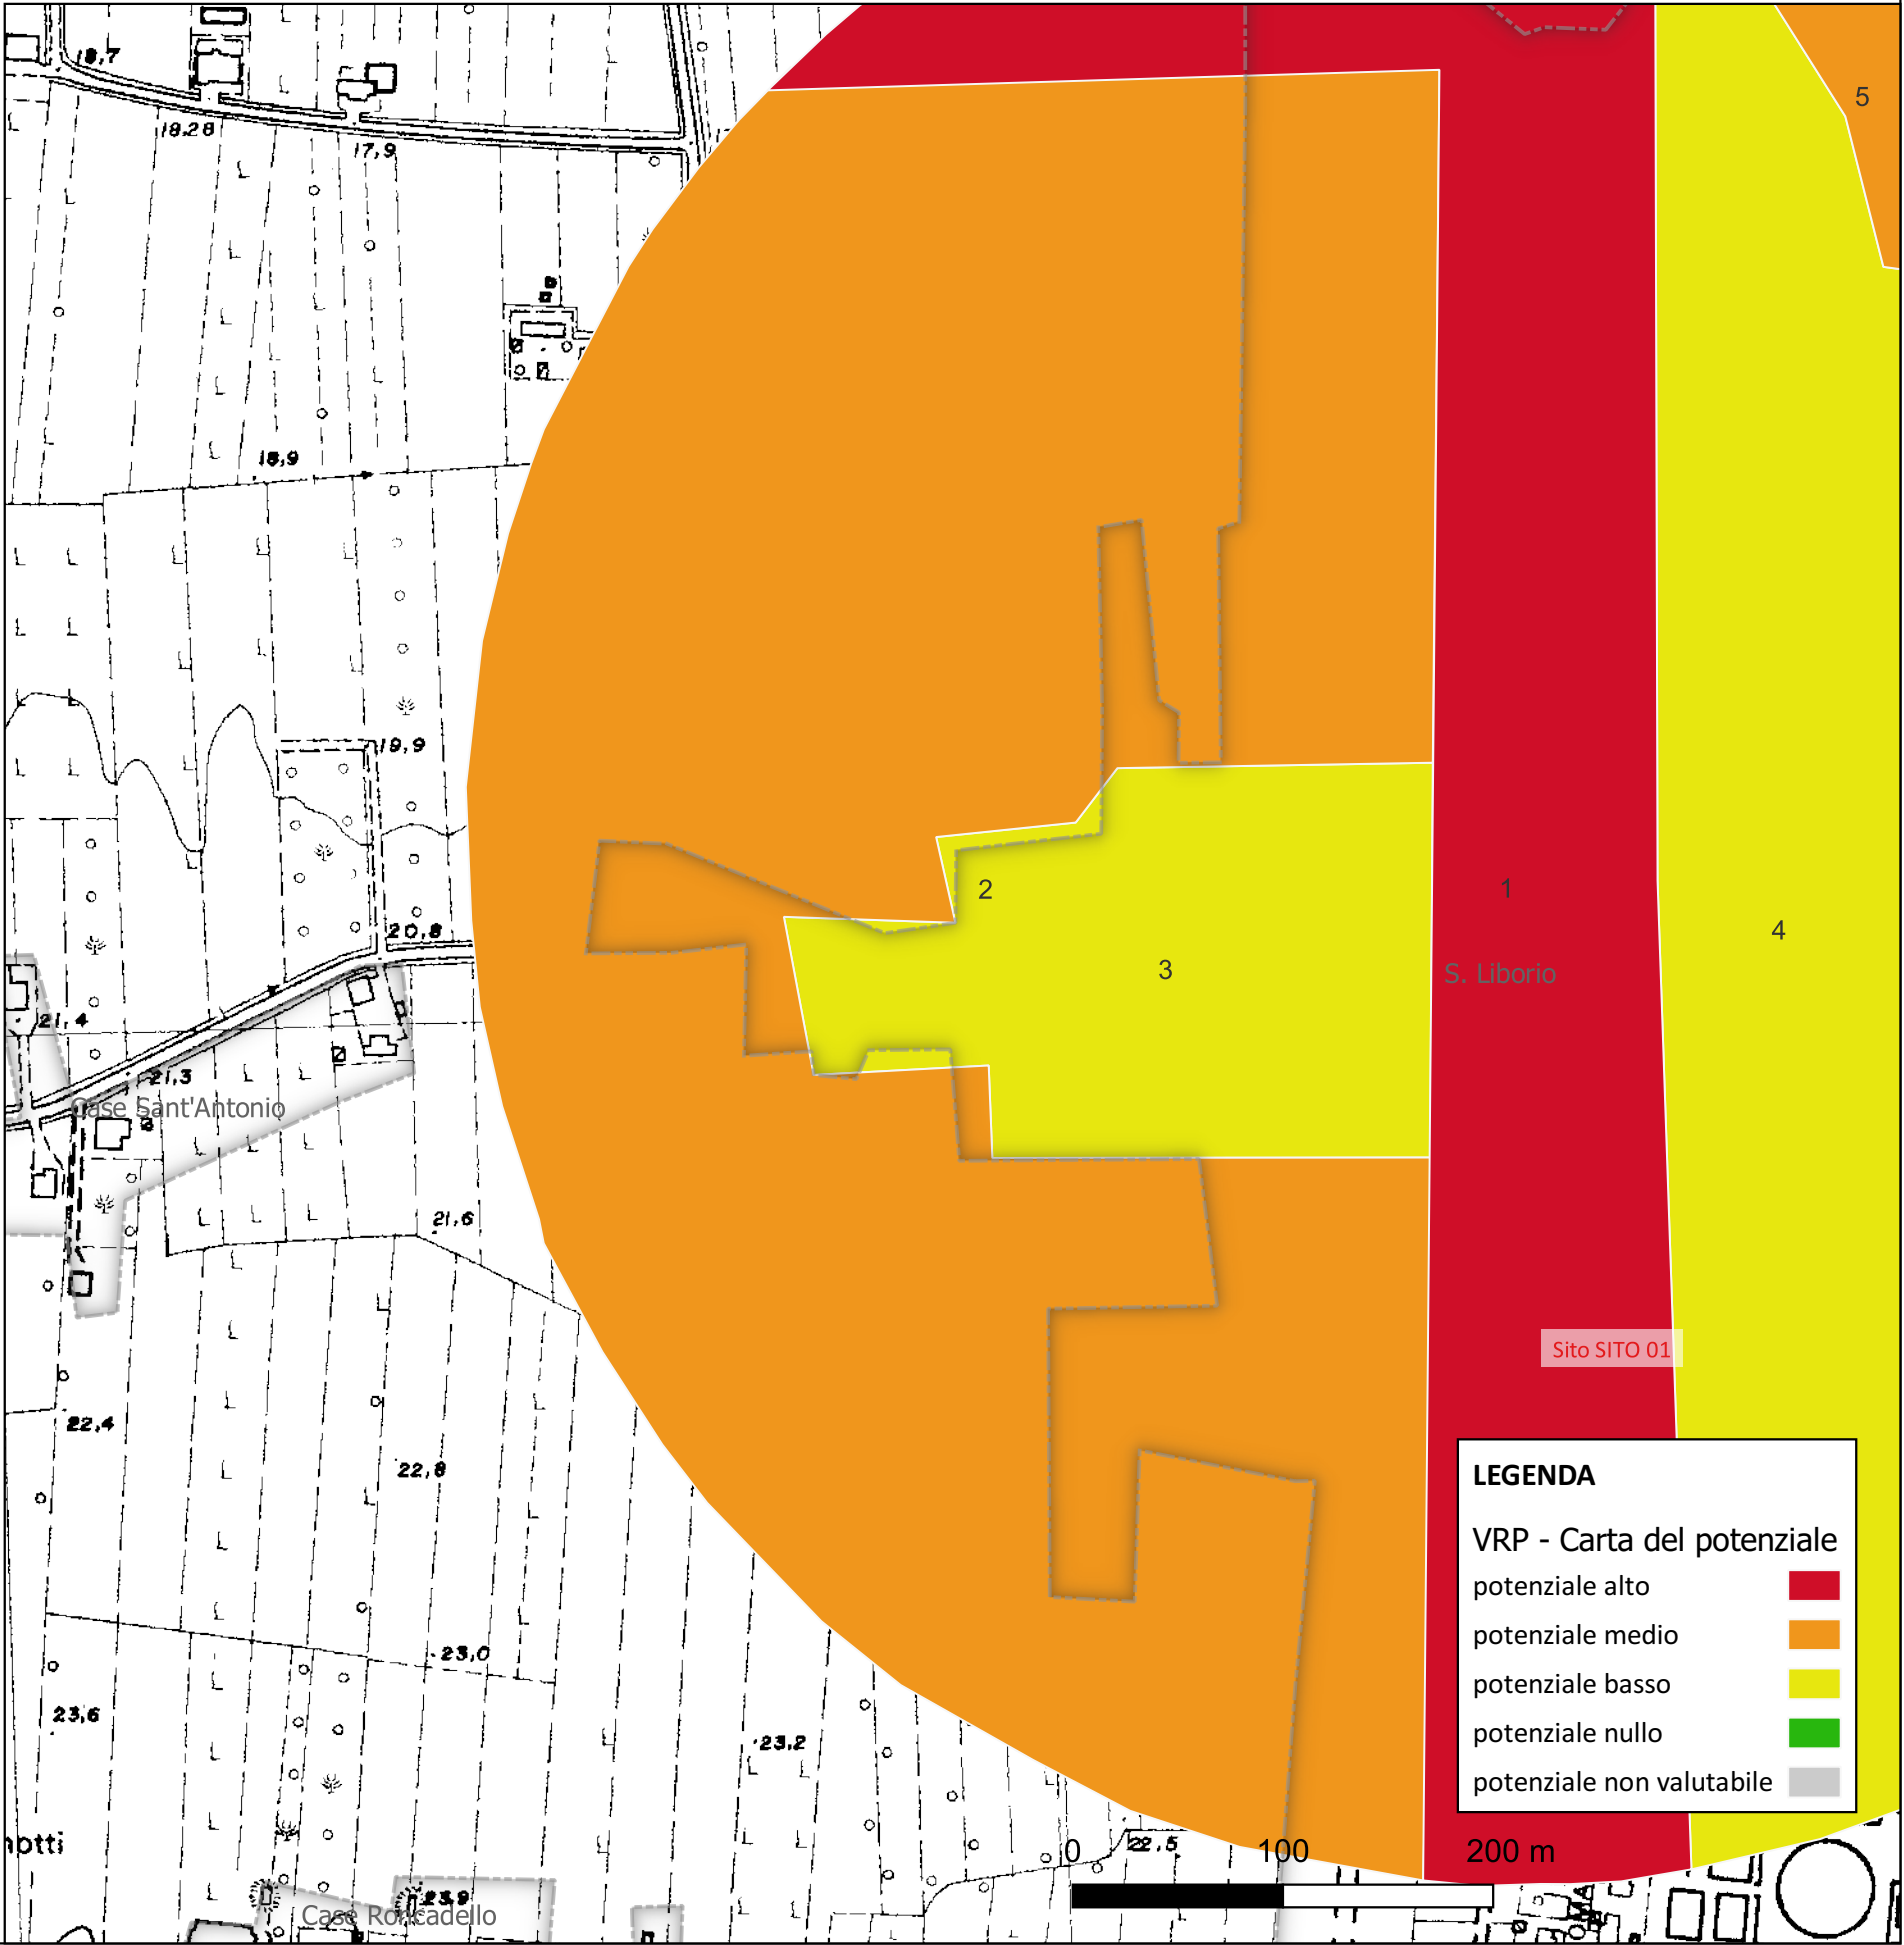 19,7
5
18.28
17,9
18,9
19,9
2
1
20,8
4
3
S. Liborio
21,4
21,3
Case Sant'Antonio
21,6
Sito SITO 01
22,4
22,8
LEGENDA
VRP - Carta del potenziale
potenziale alto
potenziale medio
potenziale basso
potenziale nullo
potenziale non valutabile
23,0
23,6
23,2
notti
0 100 200 m
22,5
23,9
Case Roncadello